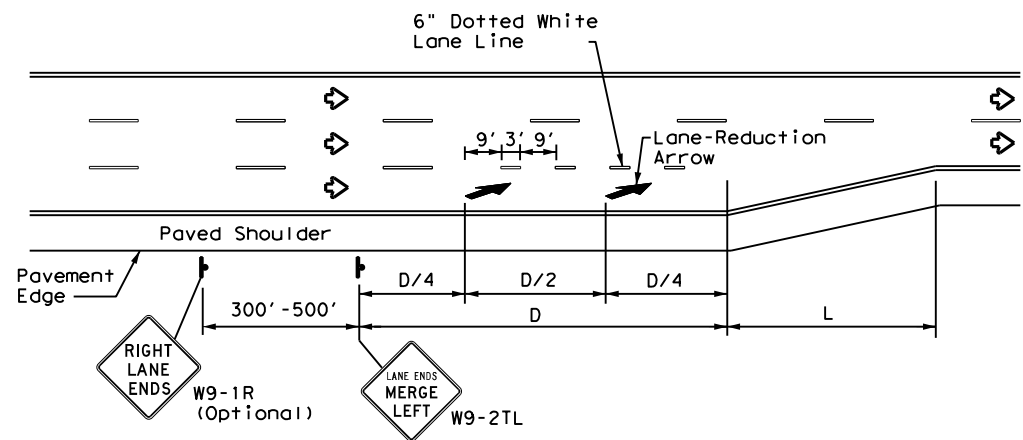 6" Dotted White
Lane Line
9' 3' 9'
Lane-Reduction
Arrow
Paved Shoulder
Pavement
Edge
D/4 D/2 D/4
300'-500' D L
RIGHT
LANE
ENDS
W9-1R
(Optional)
LANE ENDS
MERGE
LEFT
W9-2TL